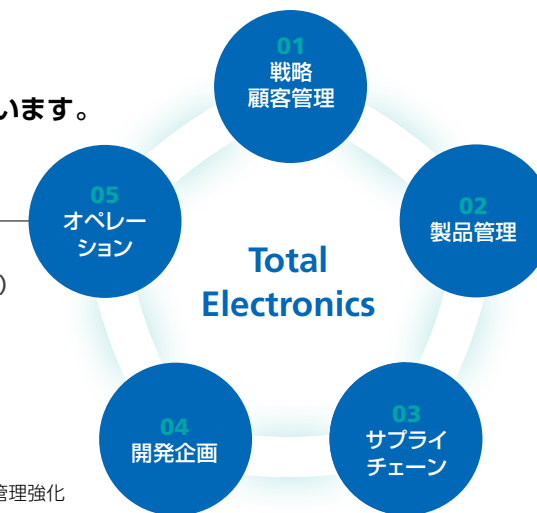 います。
01
戦略
顧客管理
02
製品管理
03
サプライ
チェーン
04
開発企画
05
オペレー
ション
Total
Electronics
）
管理強化